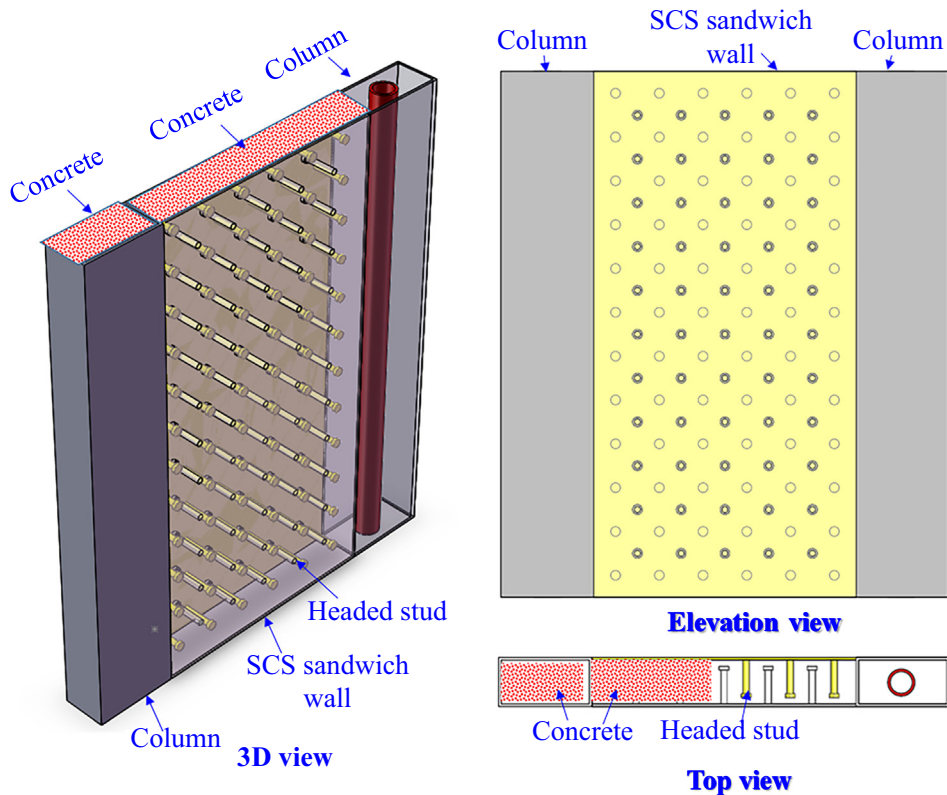 Column
Concrete
Concrete
Headed stud
SCS sandwich
wall
Column
3D view
SCS sandwich
wall
Column
Column
Elevation view
Concrete
Headed stud
Top view